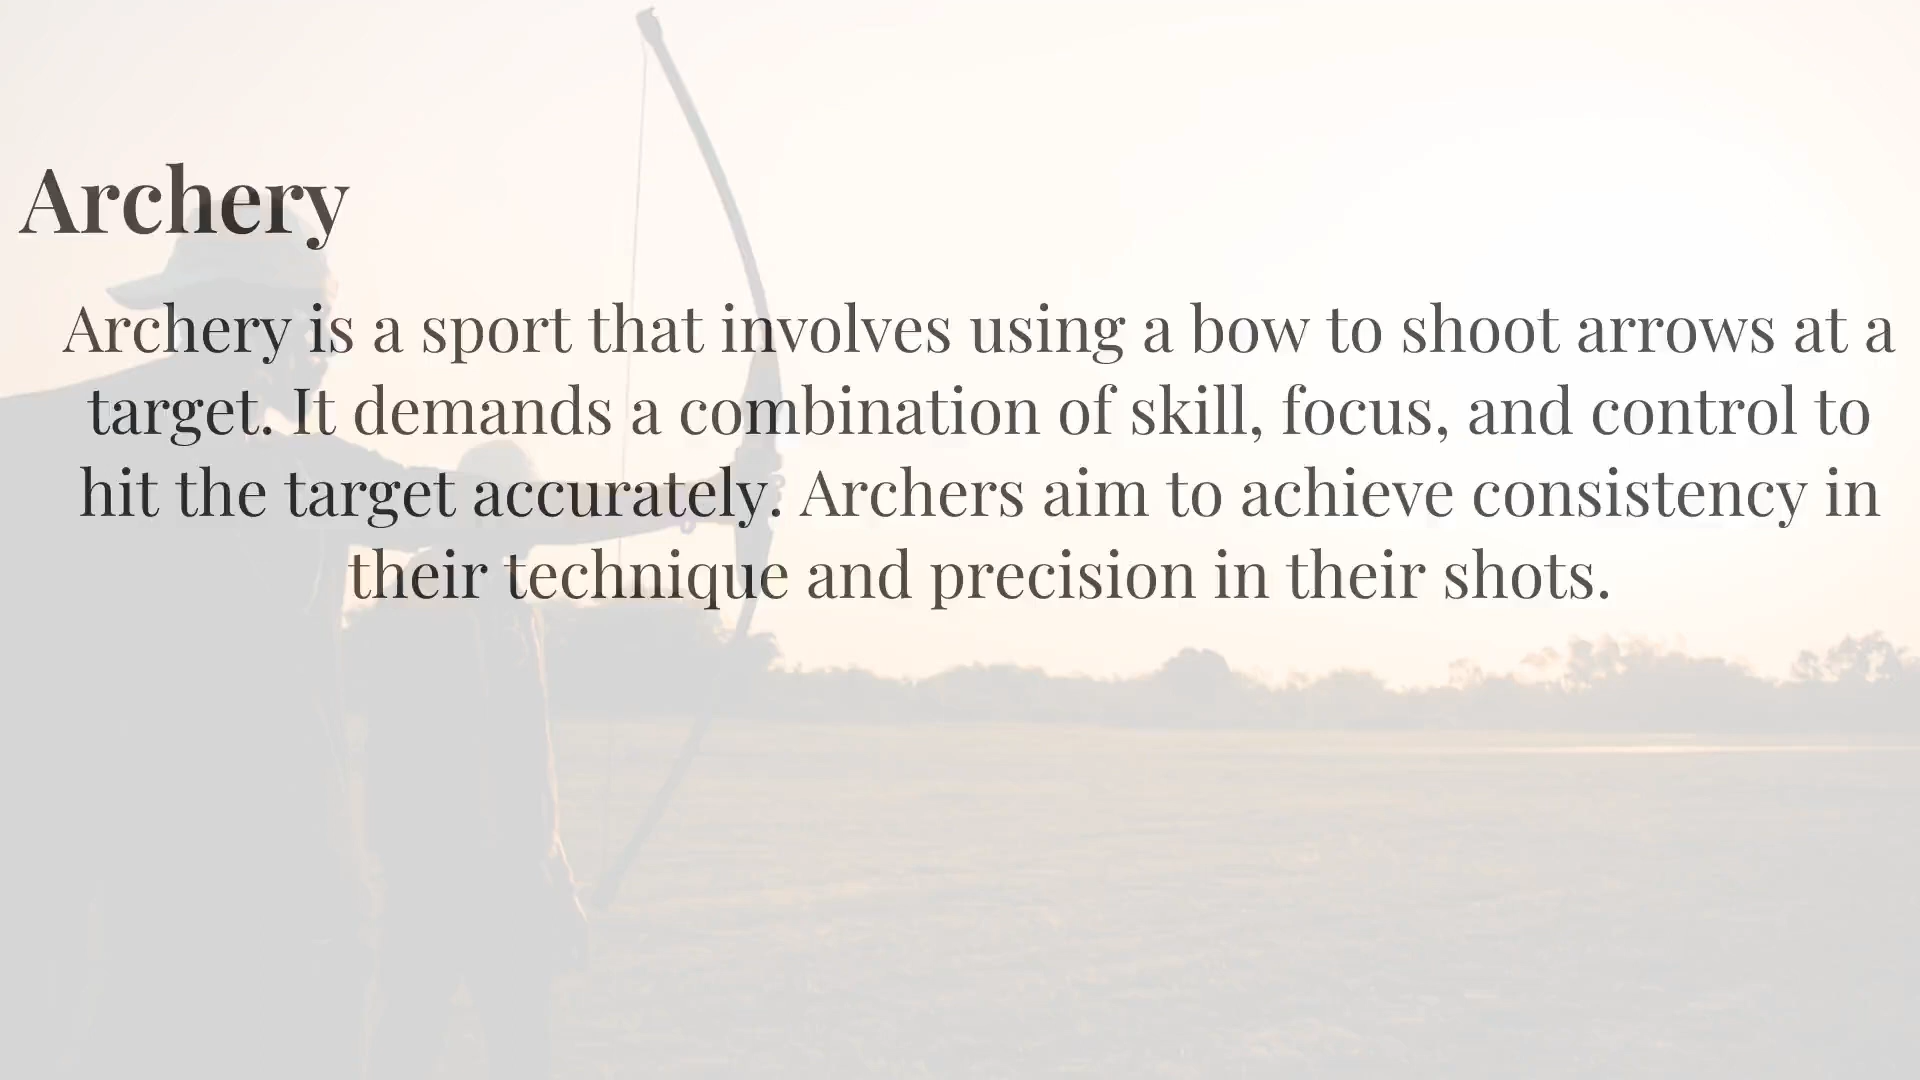 Archery
Archery is a sport that involves using a bow to shoot arrows at a
target. It demands a combination of skill, focus, and control to
hit the target accurately. Archers aim to achieve consistency in
their technique and precision in their shots.